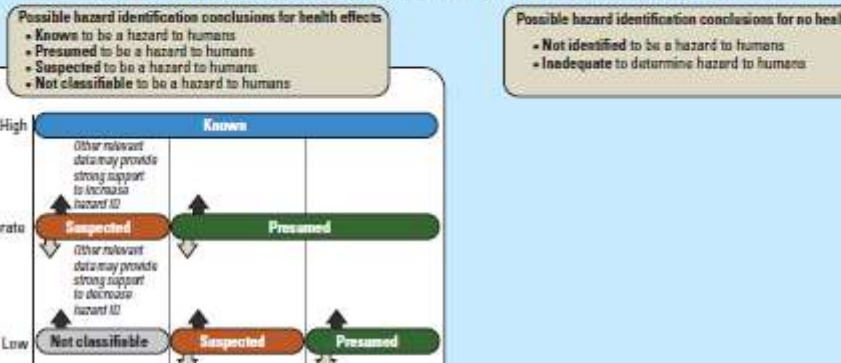 Possible hazard identification conclusions for health effects
• Known to be a hazard to humans
• Presumed to be a hazard to humans
• Suspected to be a hazard to humans
• Not classifiable to be a hazard to humans
Possible hazard identification conclusions for no heal
• Not identified to be a hazard to humans
• Inadequate to determine hazard to humans
High
Known
Other relevant
data may provide
strong support
to increase
hazard ID
rate
Suspected
Presumed
Other relevant
data may provide
strong support
to decrease
hazard ID
Low
Not classifiable
Suspected
Presumed